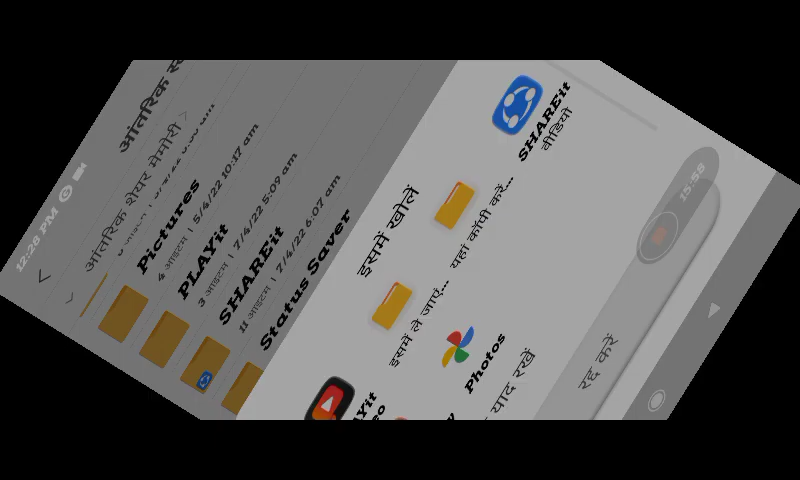 12:28 PM
आंतरिक
आंतरिक शेयर मेमोरी >
Pictures
4 आइटम | 5/4/22 10:17 am
PLAYit
3 आइटम | 7/4/22 5:09 am
SHAREit
11 आइटम | 7/4/22 6:07 am
Status Saver
इसमें खोलें
इसमें ले जाएं...
यहां कॉपी करें...
SHAREit
वीडियो
Photos
याद रखें
रद्द करें
15:58